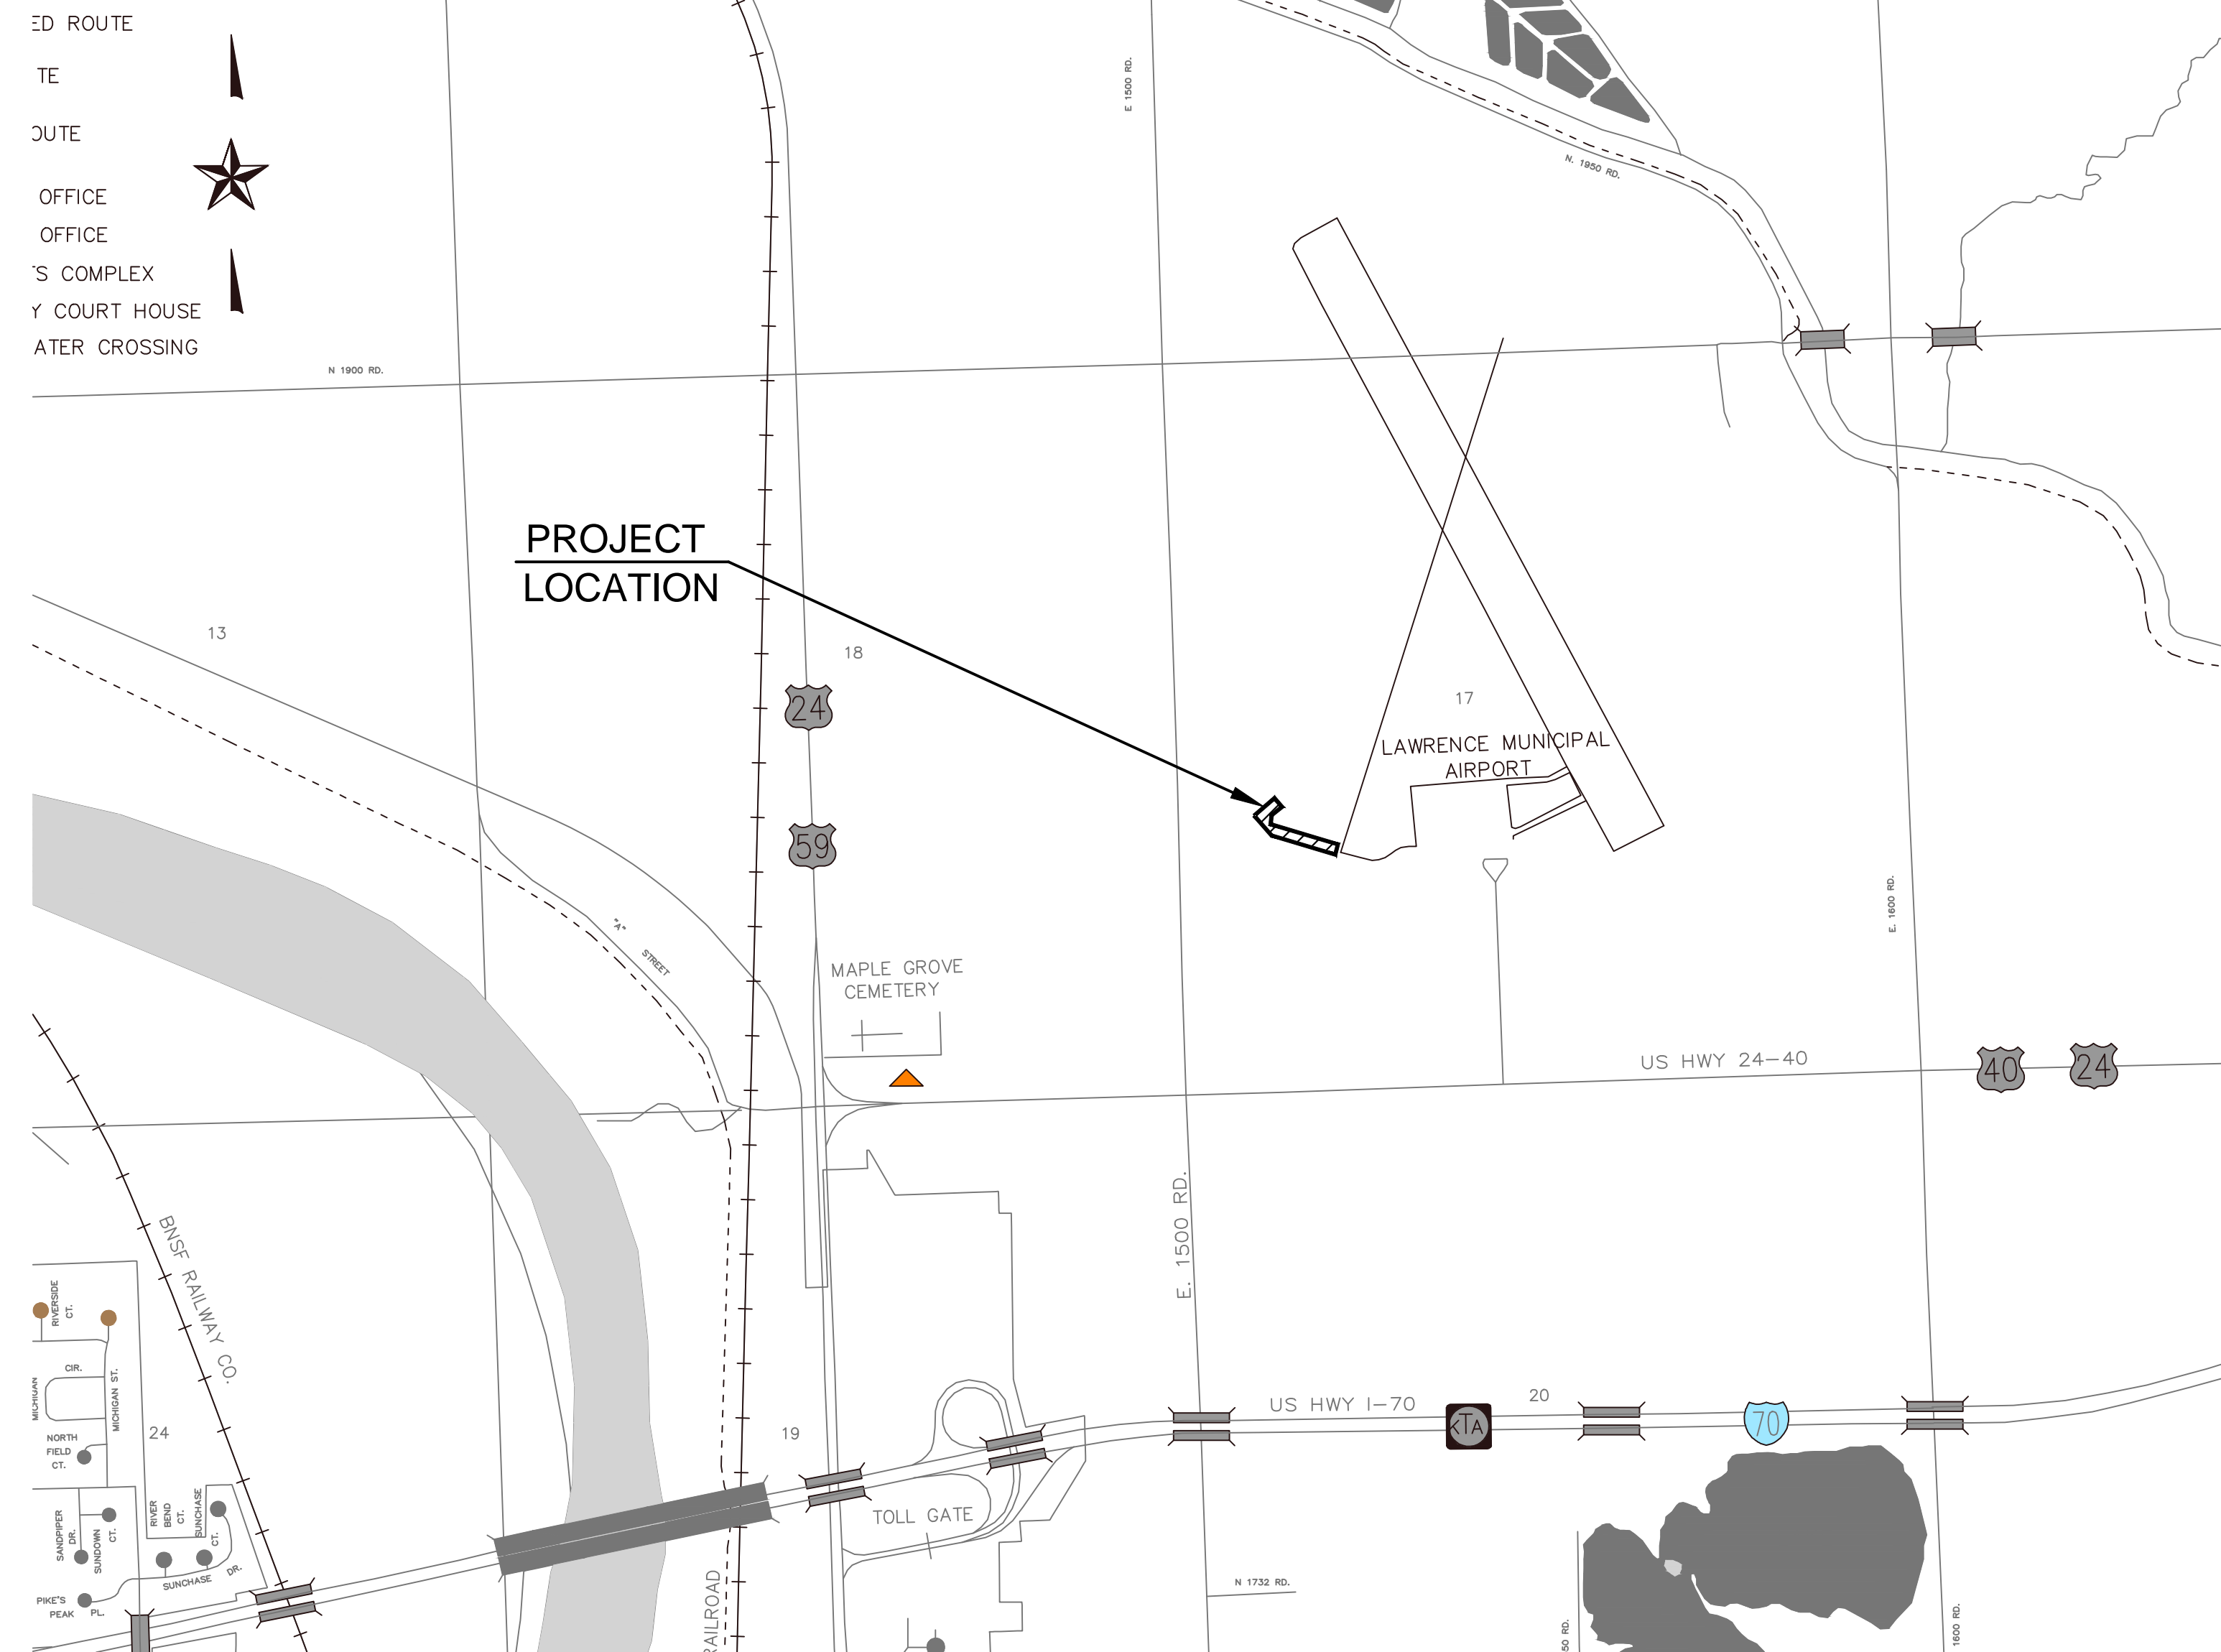 ED ROUTE
TE
OUTE
OFFICE
OFFICE
TS COMPLEX
Y COURT HOUSE
ATER CROSSING
E 1500 RD.
N. 1950 RD.
N 1900 RD.
PROJECT
LOCATION
13
18
24
17
LAWRENCE MUNICIPAL
AIRPORT
59
E. 1600 RD.
"A" STREET
MAPLE GROVE
CEMETERY
US HWY 24-40
40
24
E. 1500 RD.
BNSF RAILWAY CO.
RIVERSIDE
CT.
CIR.
MICHIGAN
MICHIGAN ST.
NORTH
FIELD
CT.
24
19
US HWY I-70
KTA
20
70
SANDPIPER
DR.
SUNDOWN
CT.
RIVER
BEND
CT.
SUNCHASE
CT.
SUNCHASE DR.
TOLL GATE
PIKE'S
PEAK PL.
N 1732 RD.
RAILROAD
50 RD.
1600 RD.